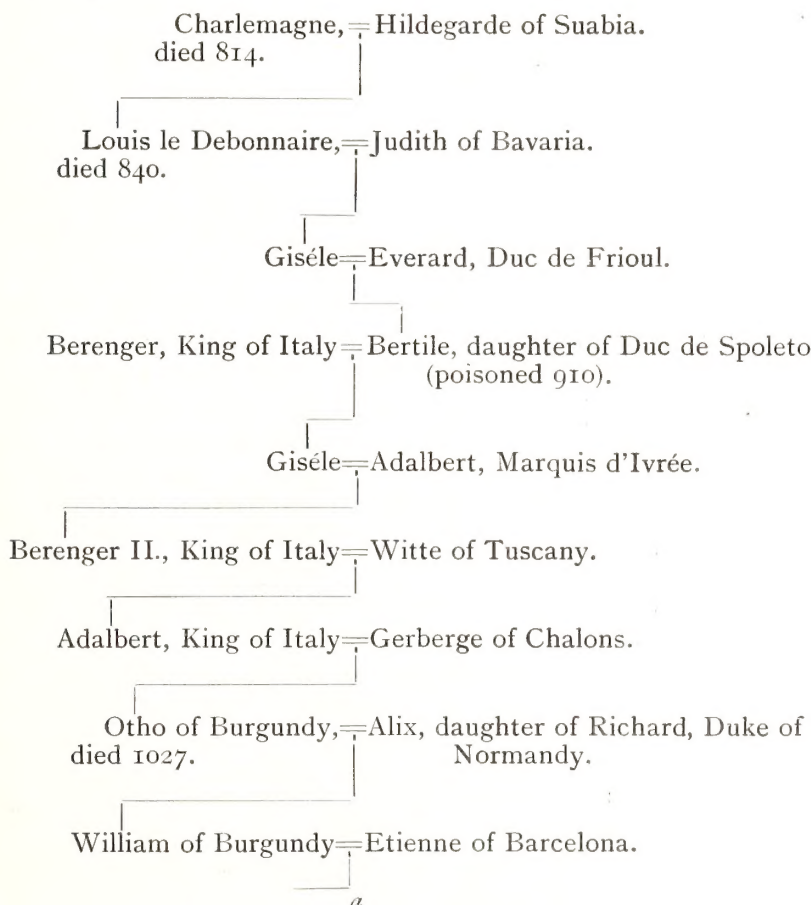 Charlemagne, = Hildegarde of Suabia.
died 814.
Louis le Debonnaire, = Judith of Bavaria.
died 840.
Giséle = Everard, Duc de Frioul.
Berenger, King of Italy = Bertile, daughter of Duc de Spoleto
(poisoned 910).
Giséle = Adalbert, Marquis d'Ivrée.
Berenger II., King of Italy = Witte of Tuscany.
Adalbert, King of Italy = Gerberge of Chalons.
Otho of Burgundy, = Alix, daughter of Richard, Duke of
died 1027. Normandy.
William of Burgundy = Etienne of Barcelona.
a